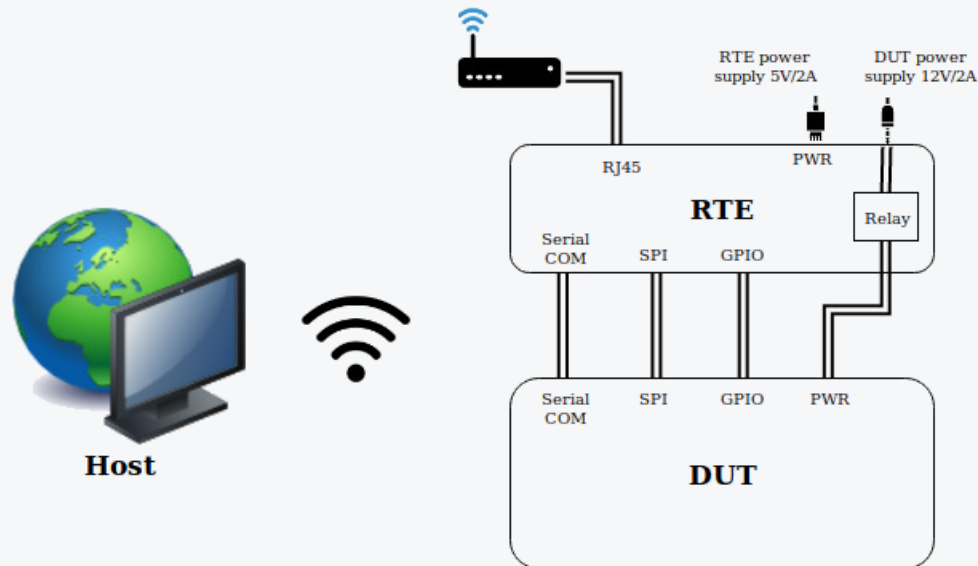 RTE power
supply 5V/2A
DUT power
supply 12V/2A
RJ45
PWR
RTE
Relay
Serial
COM
SPI
GPIO
Serial
COM
SPI
GPIO
PWR
Host
DUT